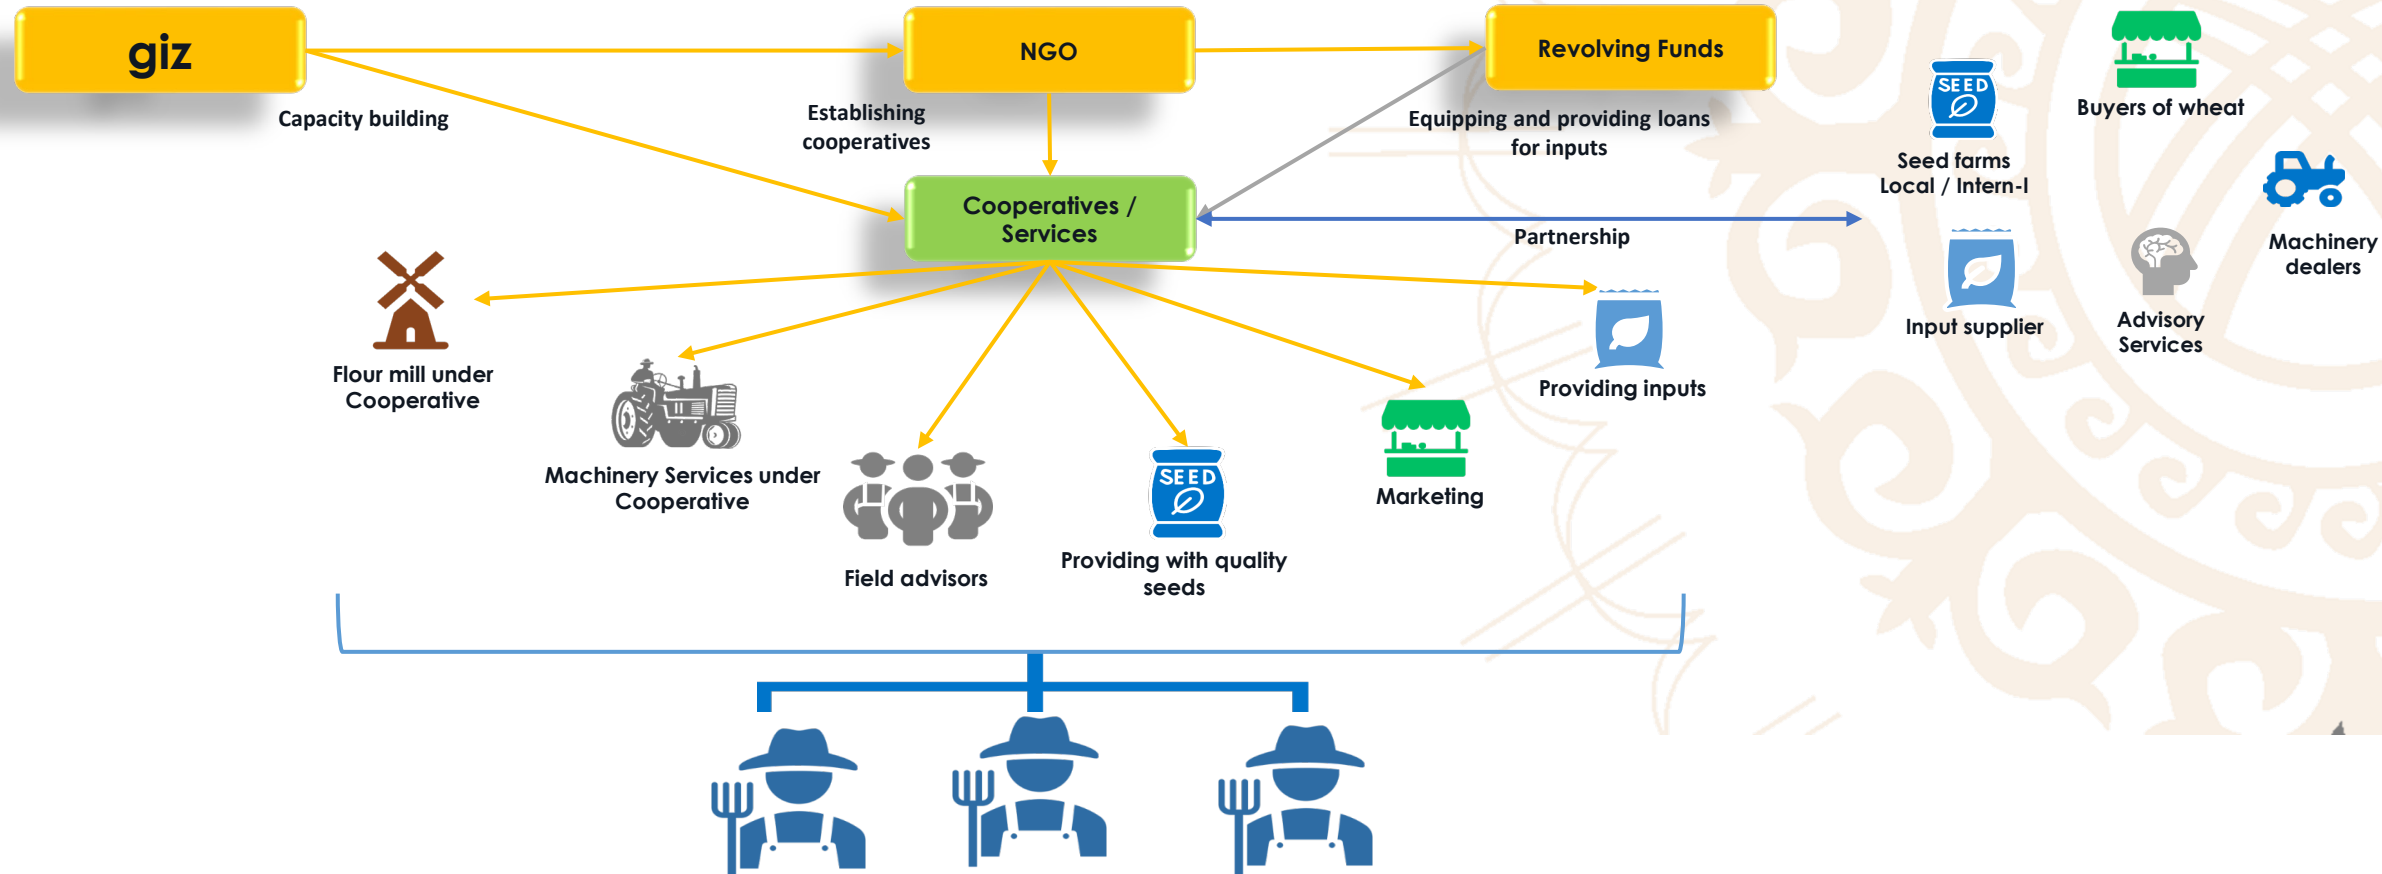 giz
NGO
Revolving Funds
Capacity building
Establishing
cooperatives
Equipping and providing loans
for inputs
SEED
Seed farms
Local / Intern-l
Buyers of wheat
Cooperatives /
Services
Partnership
Machinery
dealers
Input supplier
Advisory
Services
Flour mill under
Cooperative
Machinery Services under
Cooperative
Field advisors
SEED
Providing with quality
seeds
Marketing
Providing inputs